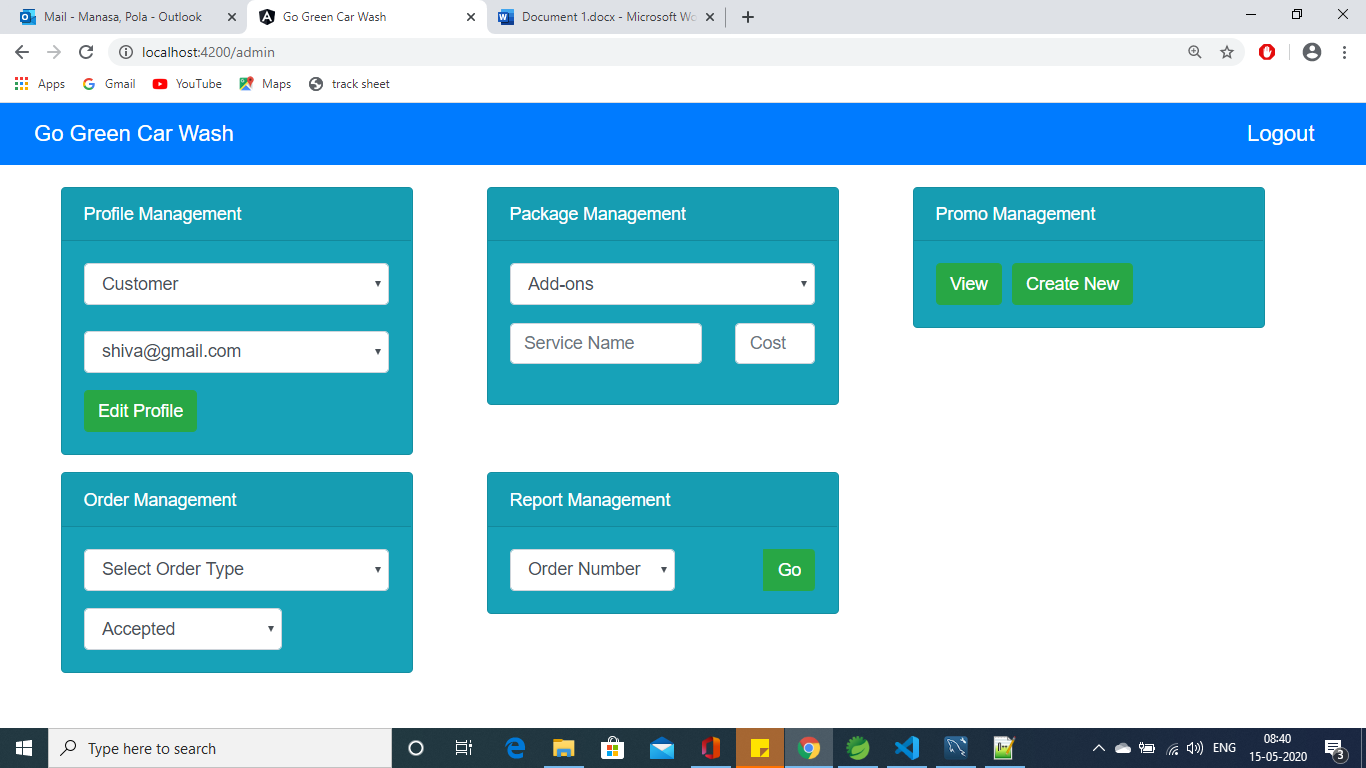 Mail - Manasa, Pola - Outlook
Go Green Car Wash
Document 1.docx - Microsoft Wo
localhost:4200/admin
Apps
Gmail
YouTube
Maps
track sheet
Go Green Car Wash
Logout
Profile Management
Customer
shiva@gmail.com
Edit Profile
Package Management
Add-ons
Service Name
Cost
Promo Management
View
Create New
Order Management
Select Order Type
Accepted
Report Management
Order Number
Go
Type here to search
ENG
08:40
15-05-2020
3